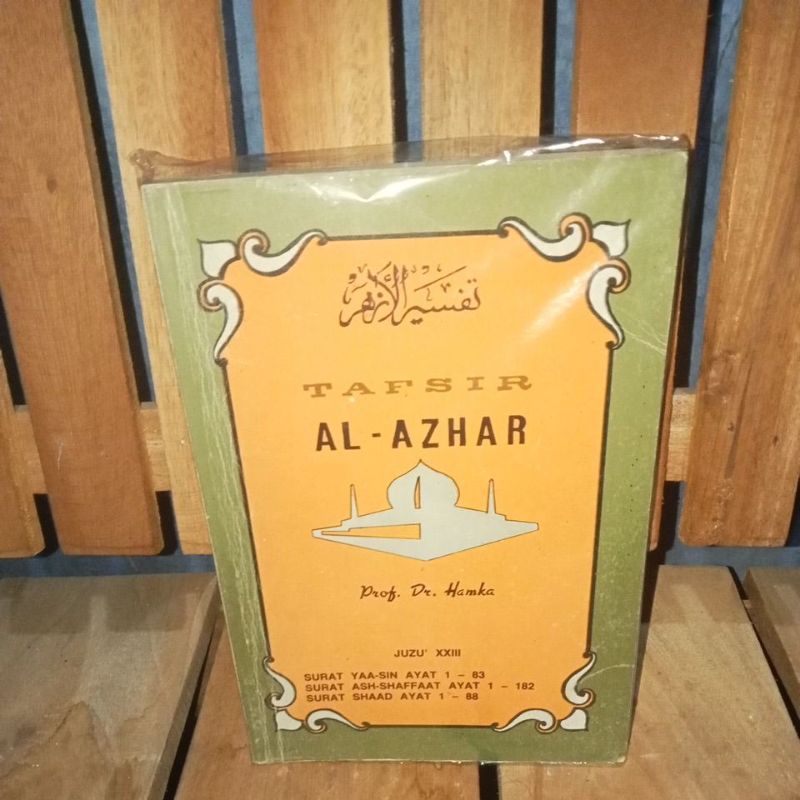 تفسير الأزهر
TAFSIR
AL-AZHAR
Prof. Dr. Hamka
JUZU' XXIII
SURAT YAA-SIN AYAT 1 - 83
SURAT ASH-SHAFFAAT AYAT 1 - 182
SURAT SHAAD AYAT 1 - 88